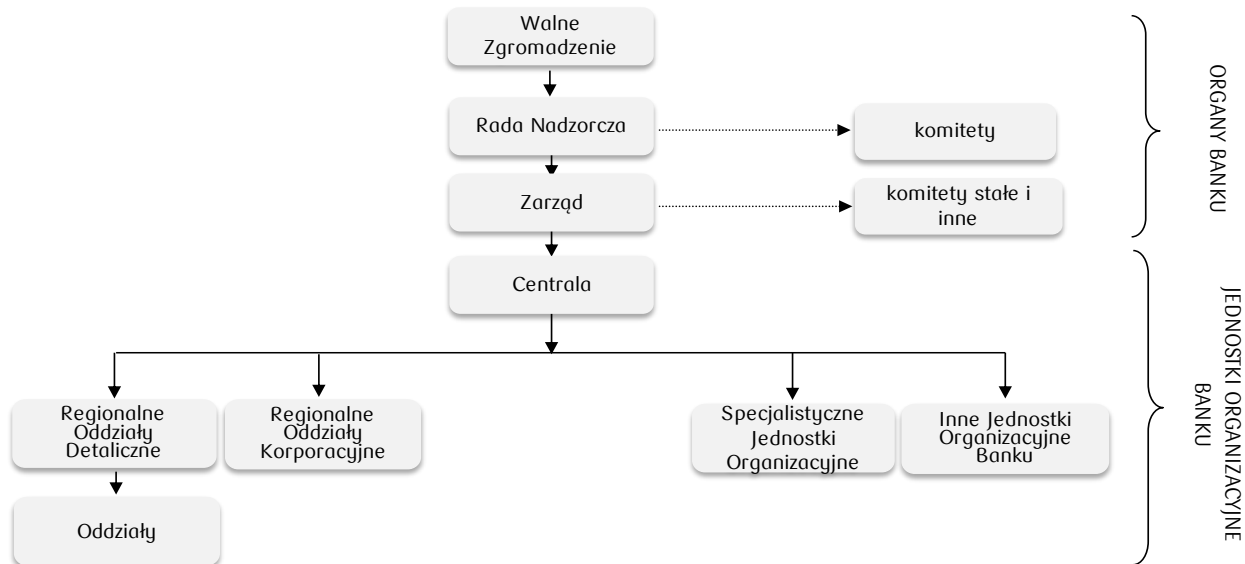 Walne
Zgromadzenie
Rada Nadzorcza
komitety
Zarząd
komitety stałe i
inne
Centrala
ORGANY BANKU
Regionalne
Oddziały
Detaliczne
Regionalne
Oddziały
Korporacyjne
Specjalistyczne
Jednostki
Organizacyjne
Inne Jednostki
Organizacyjne
Banku
Oddziały
JEDNOSTKI ORGANIZACYJNE
BANKU